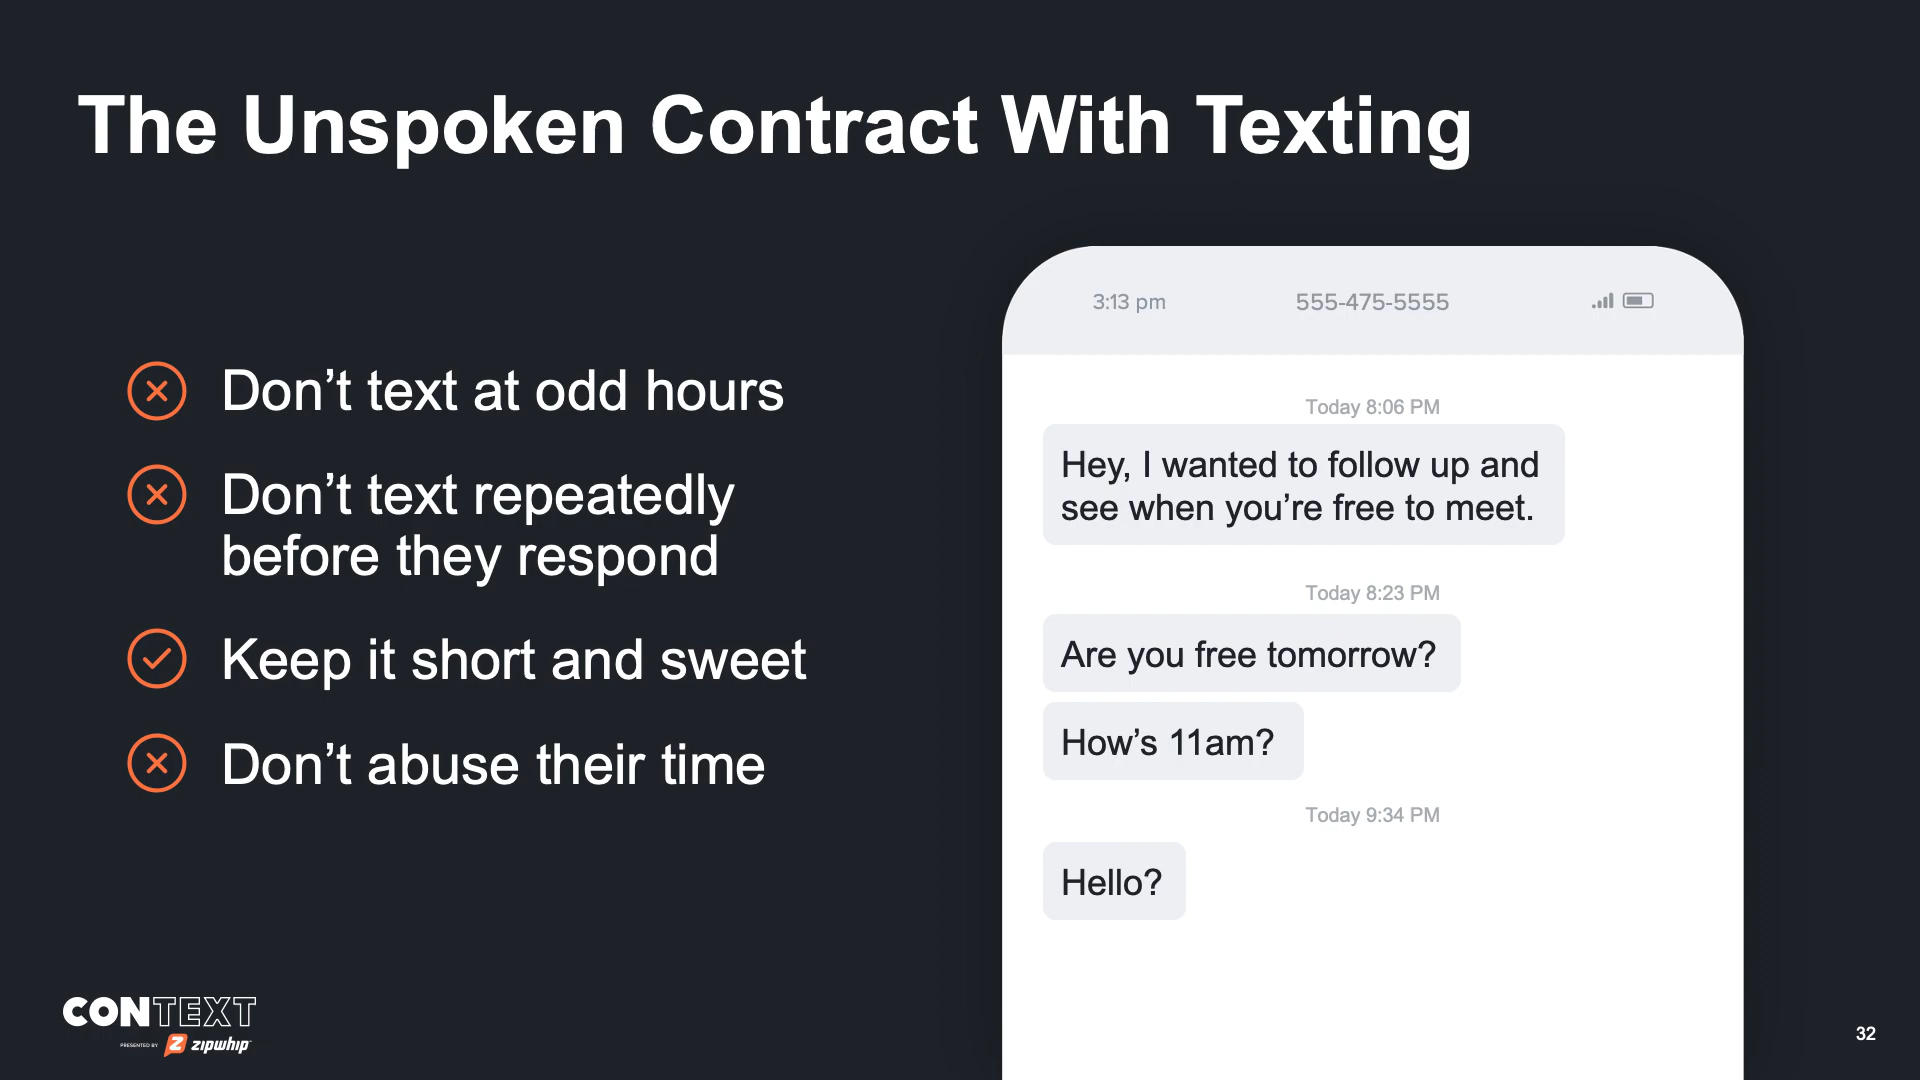 The Unspoken Contract With Texting
Don’t text at odd hours
Don’t text repeatedly
before they respond
Keep it short and sweet
Don’t abuse their time
3:13 pm
555-475-5555
Today 8:06 PM
Hey, I wanted to follow up and
see when you’re free to meet.
Today 8:23 PM
Are you free tomorrow?
How’s 11am?
Today 9:34 PM
Hello?
CONTEXT
PRESENTED BY zipwhip
32